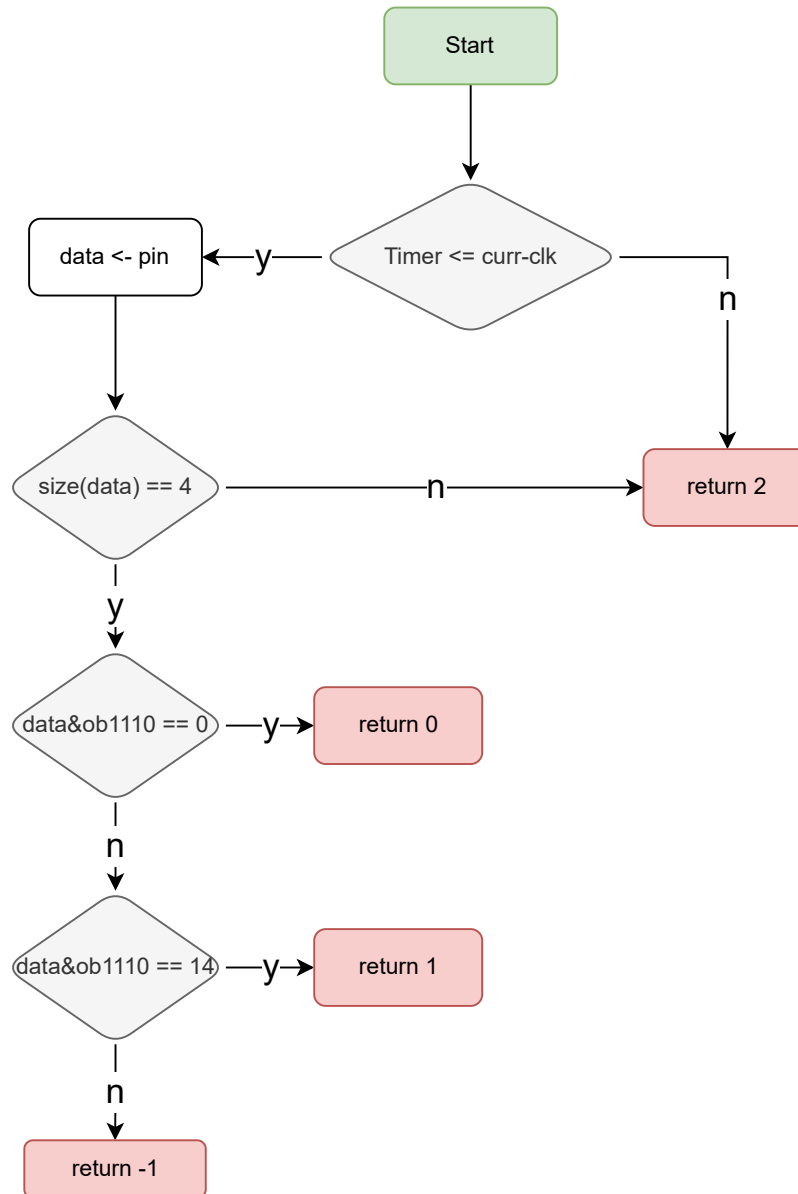 Start
Timer <= curr-clk
y
data <- pin
n
size(data) == 4
n
return 2
y
data&ob1110 == 0
y
return 0
n
data&ob1110 == 14
y
return 1
n
return -1